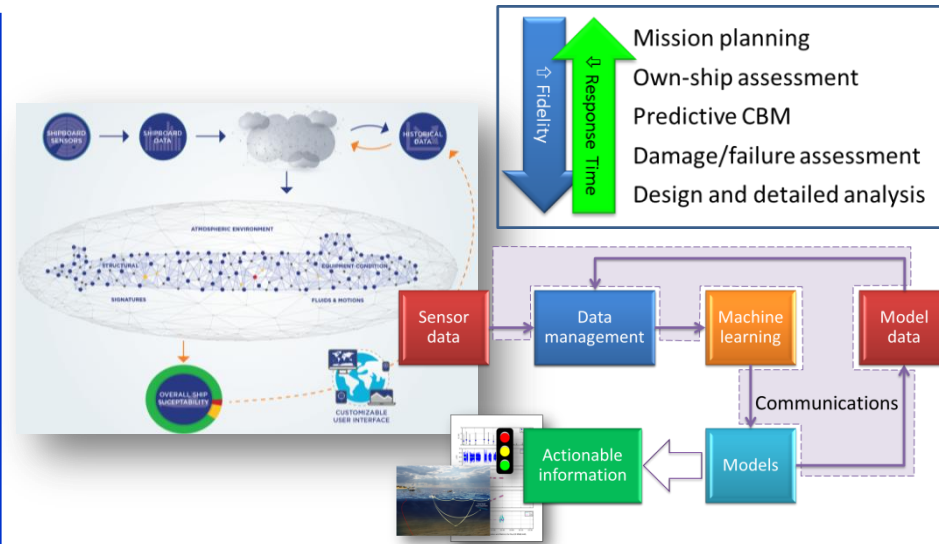 Mission planning
Own-ship assessment
Predictive CBM
Damage/failure assessment
Design and detailed analysis
⇧ Fidelity
⇩ Response Time
SHIPBOARD
SENSORS
SHIPBOARD
DATA
HISTORICAL
DATA
ATMOSPHERIC ENVIRONMENT
STRUCTURAL
EQUIPMENT CONDITION
SIGNATURES
FLUIDS & MOTIONS
OVERALL SHIP
SUCEPTABILITY
CUSTOMIZABLE
USER INTERFACE
Sensor
data
Data
management
Machine
learning
Model
data
Communications
Actionable
information
Models